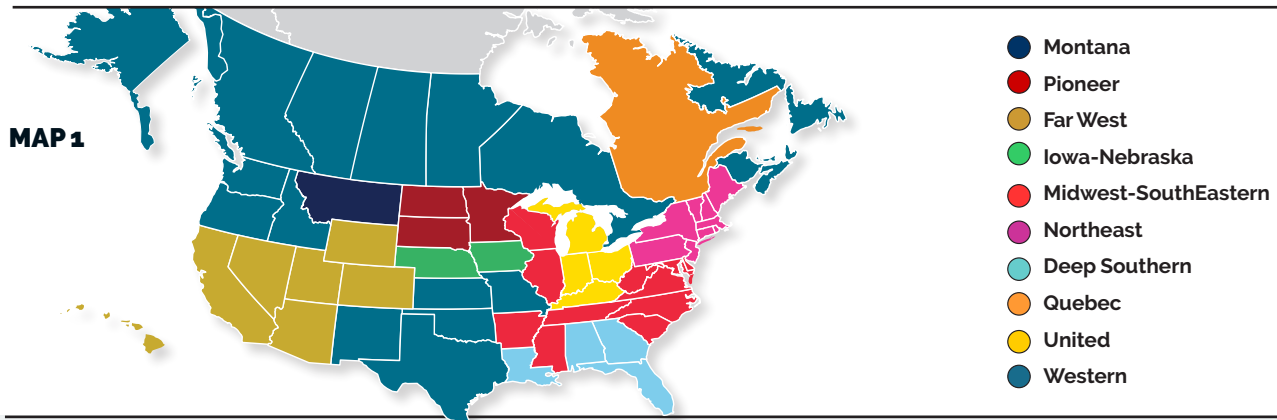 MAP 1
Montana
Pioneer
Far West
Iowa-Nebraska
Midwest-SouthEastern
Northeast
Deep Southern
Quebec
United
Western